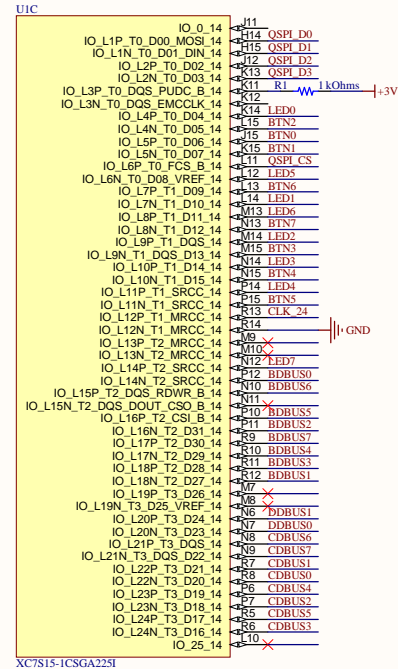 U1C
IO_0_14 J11
IO_L1P_T0_D00_MOSI_14 H14 QSPI_D0
IO_L1N_T0_D01_DIN_14 H15 QSPI_D1
IO_L2P_T0_D02_14 J12 QSPI_D2
IO_L2N_T0_D03_14 K13 QSPI_D3
IO_L3P_T0_DQS_PUDC_B_14 K11 R1 1 kOhms +3V
IO_L3N_T0_DQS_EMCCLK_14 K12
IO_L4P_T0_D04_14 K14 LED0
IO_L4N_T0_D05_14 L15 BTN2
IO_L5P_T0_D06_14 J15 BTN0
IO_L5N_T0_D07_14 K15 BTN1
IO_L6P_T0_FCS_B_14 L11 QSPI_CS
IO_L6N_T0_D08_VREF_14 L12 LED5
IO_L7P_T1_D09_14 L13 BTN6
IO_L7N_T1_D10_14 L14 LED1
IO_L8P_T1_D11_14 M13 LED6
IO_L8N_T1_D12_14 N13 BTN7
IO_L9P_T1_DQS_14 M14 LED2
IO_L9N_T1_DQS_D13_14 M15 BTN3
IO_L10P_T1_D14_14 N14 LED3
IO_L10N_T1_D15_14 N15 BTN4
IO_L11P_T1_SRCC_14 P14 LED4
IO_L11N_T1_SRCC_14 P15 BTN5
IO_L12P_T1_MRCC_14 R13 CLK_24
IO_L12N_T1_MRCC_14 R14 GND
IO_L13P_T2_MRCC_14 M9
IO_L13N_T2_MRCC_14 M10
IO_L14P_T2_SRCC_14 N12 LED7
IO_L14N_T2_SRCC_14 P12 BDBUS0
IO_L15P_T2_DQS_RDWR_B_14 N10 BDBUS6
IO_L15N_T2_DQS_DOUT_CSO_B_14 N11
IO_L16P_T2_CSI_B_14 P10 BDBUS5
IO_L16N_T2_D31_14 P11 BDBUS2
IO_L17P_T2_D30_14 R9 BDBUS7
IO_L17N_T2_D29_14 R10 BDBUS4
IO_L18P_T2_D28_14 R11 BDBUS3
IO_L18N_T2_D27_14 R12 BDBUS1
IO_L19P_T3_D26_14 M7
IO_L19N_T3_D25_VREF_14 M8
IO_L20P_T3_D24_14 N6 DDBUS1
IO_L20N_T3_D23_14 N7 DDBUS0
IO_L21P_T3_DQS_14 N8 CDBUS6
IO_L21N_T3_DQS_D22_14 N9 CDBUS7
IO_L22P_T3_D21_14 R7 CDBUS1
IO_L22N_T3_D20_14 R8 CDBUS0
IO_L23P_T3_D19_14 P6 CDBUS4
IO_L23N_T3_D18_14 P7 CDBUS2
IO_L24P_T3_D17_14 R5 CDBUS5
IO_L24N_T3_D16_14 R6 CDBUS3
IO_25_14 L10
XC7S15-1CSGA225I